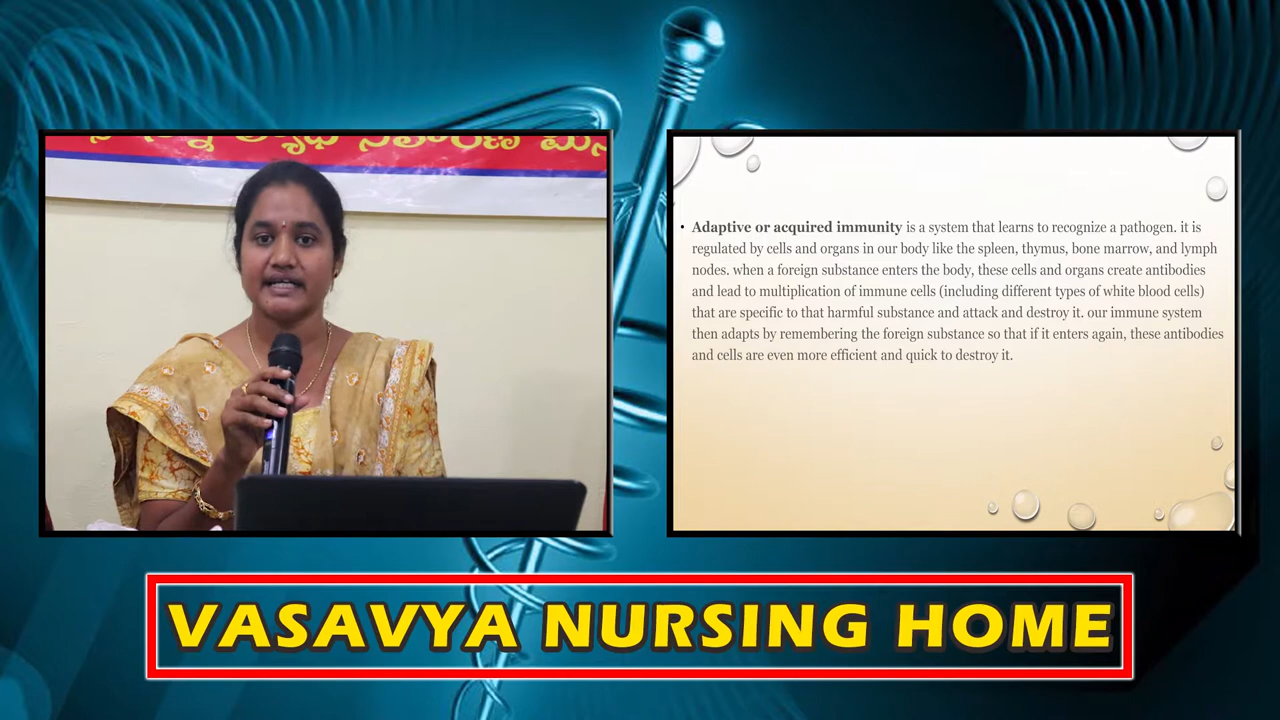 • Adaptive or acquired immunity is a system that learns to recognize a pathogen. it is
regulated by cells and organs in our body like the spleen, thymus, bone marrow, and lymph
nodes. when a foreign substance enters the body, these cells and organs create antibodies
and lead to multiplication of immune cells (including different types of white blood cells)
that are specific to that harmful substance and attack and destroy it. our immune system
then adapts by remembering the foreign substance so that if it enters again, these antibodies
and cells are even more efficient and quick to destroy it.
VASAVYA NURSING HOME